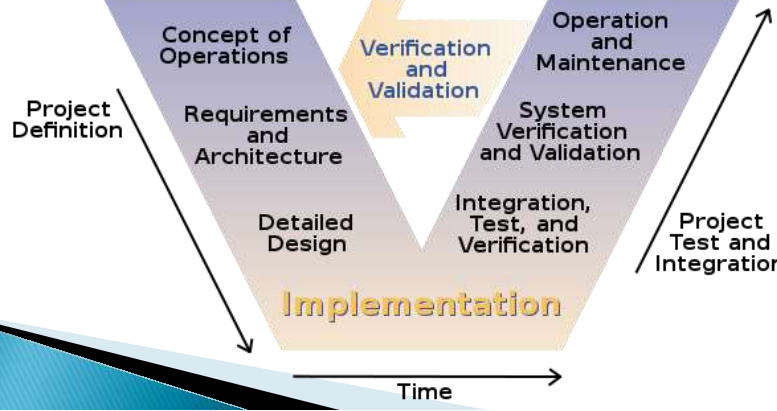 Concept of
Operations
Verification
and
Validation
Operation
and
Maintenance
Project
Definition
Requirements
and
Architecture
System
Verification
and Validation
Detailed
Design
Integration,
Test, and
Verification
Project
Test and
Integration
Implementation
Time